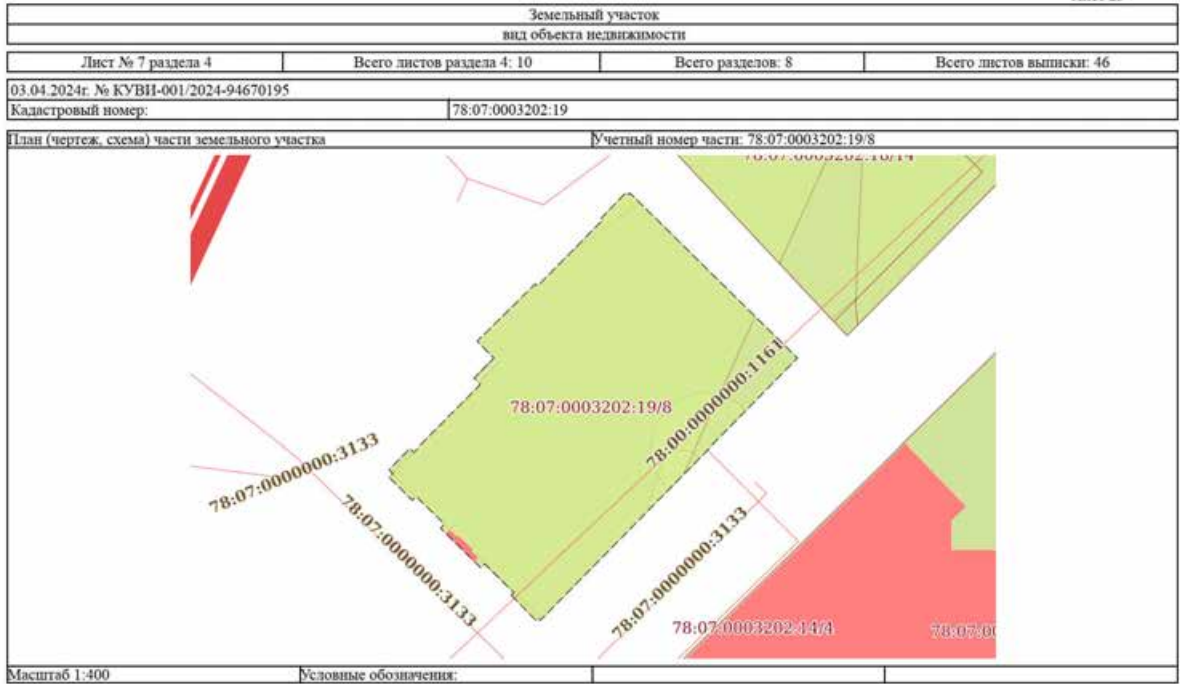 Земельный участок
вид объекта недвижимости
Лист № 7 раздела 4 Всего листов раздела 4: 10 Всего разделов: 8 Всего листов выписки: 46
03.04.2024г. № КУВИ-001/2024-94670195
Кадастровый номер: 78:07:0003202:19
План (чертеж, схема) части земельного участка Учетный номер части: 78:07:0003202:19/8
78:07:0003202:19/8
78:00:0000000:1161
78:07:0000000:3133
78:07:0000000:3133
78:07:0000000:3133
78:07:0003202:14/4
78:07:00
Масштаб 1:400 Условные обозначения: